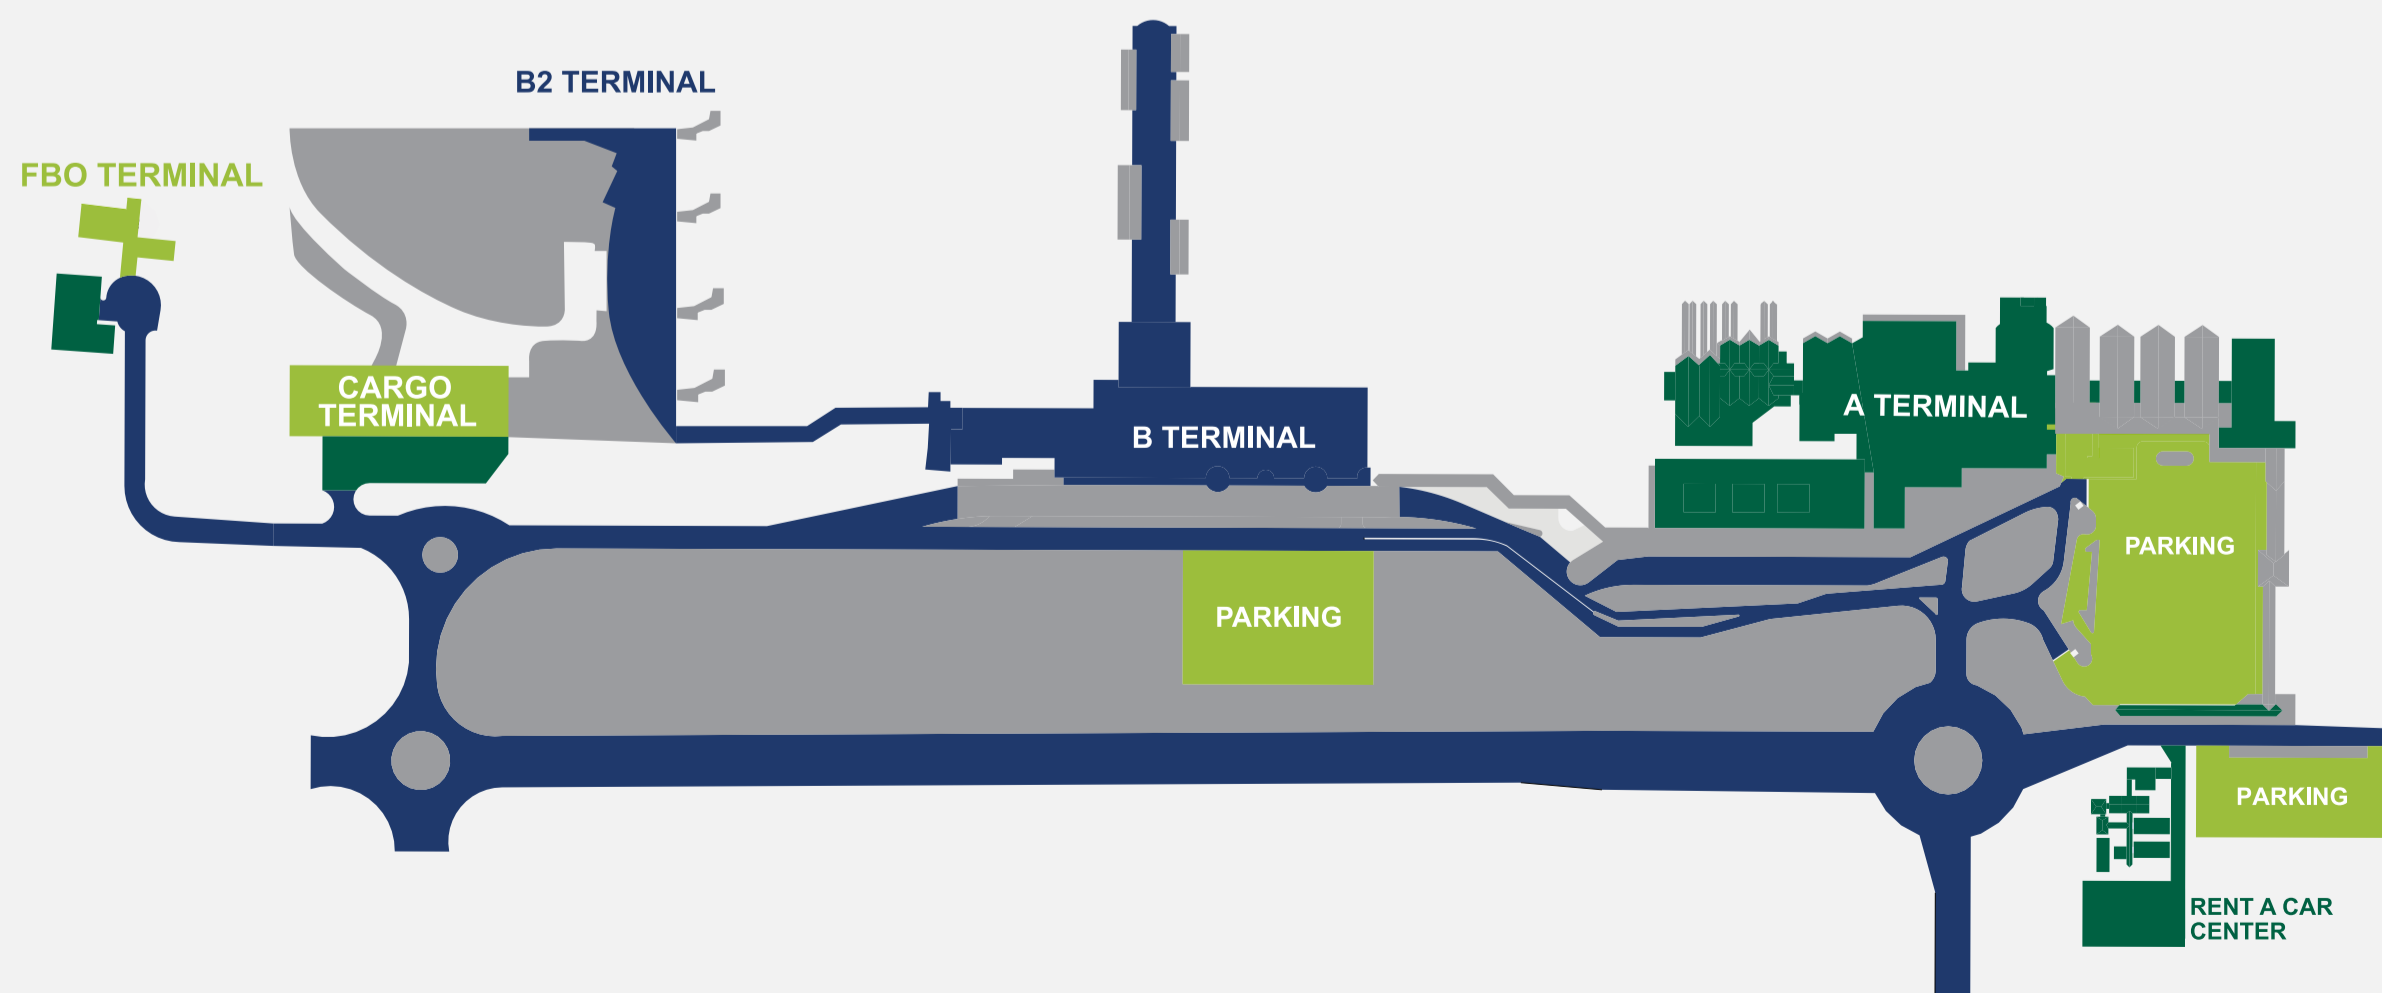 B2 TERMINAL
FBO TERMINAL
CARGO
TERMINAL
B TERMINAL
A TERMINAL
PARKING
PARKING
PARKING
RENT A CAR
CENTER